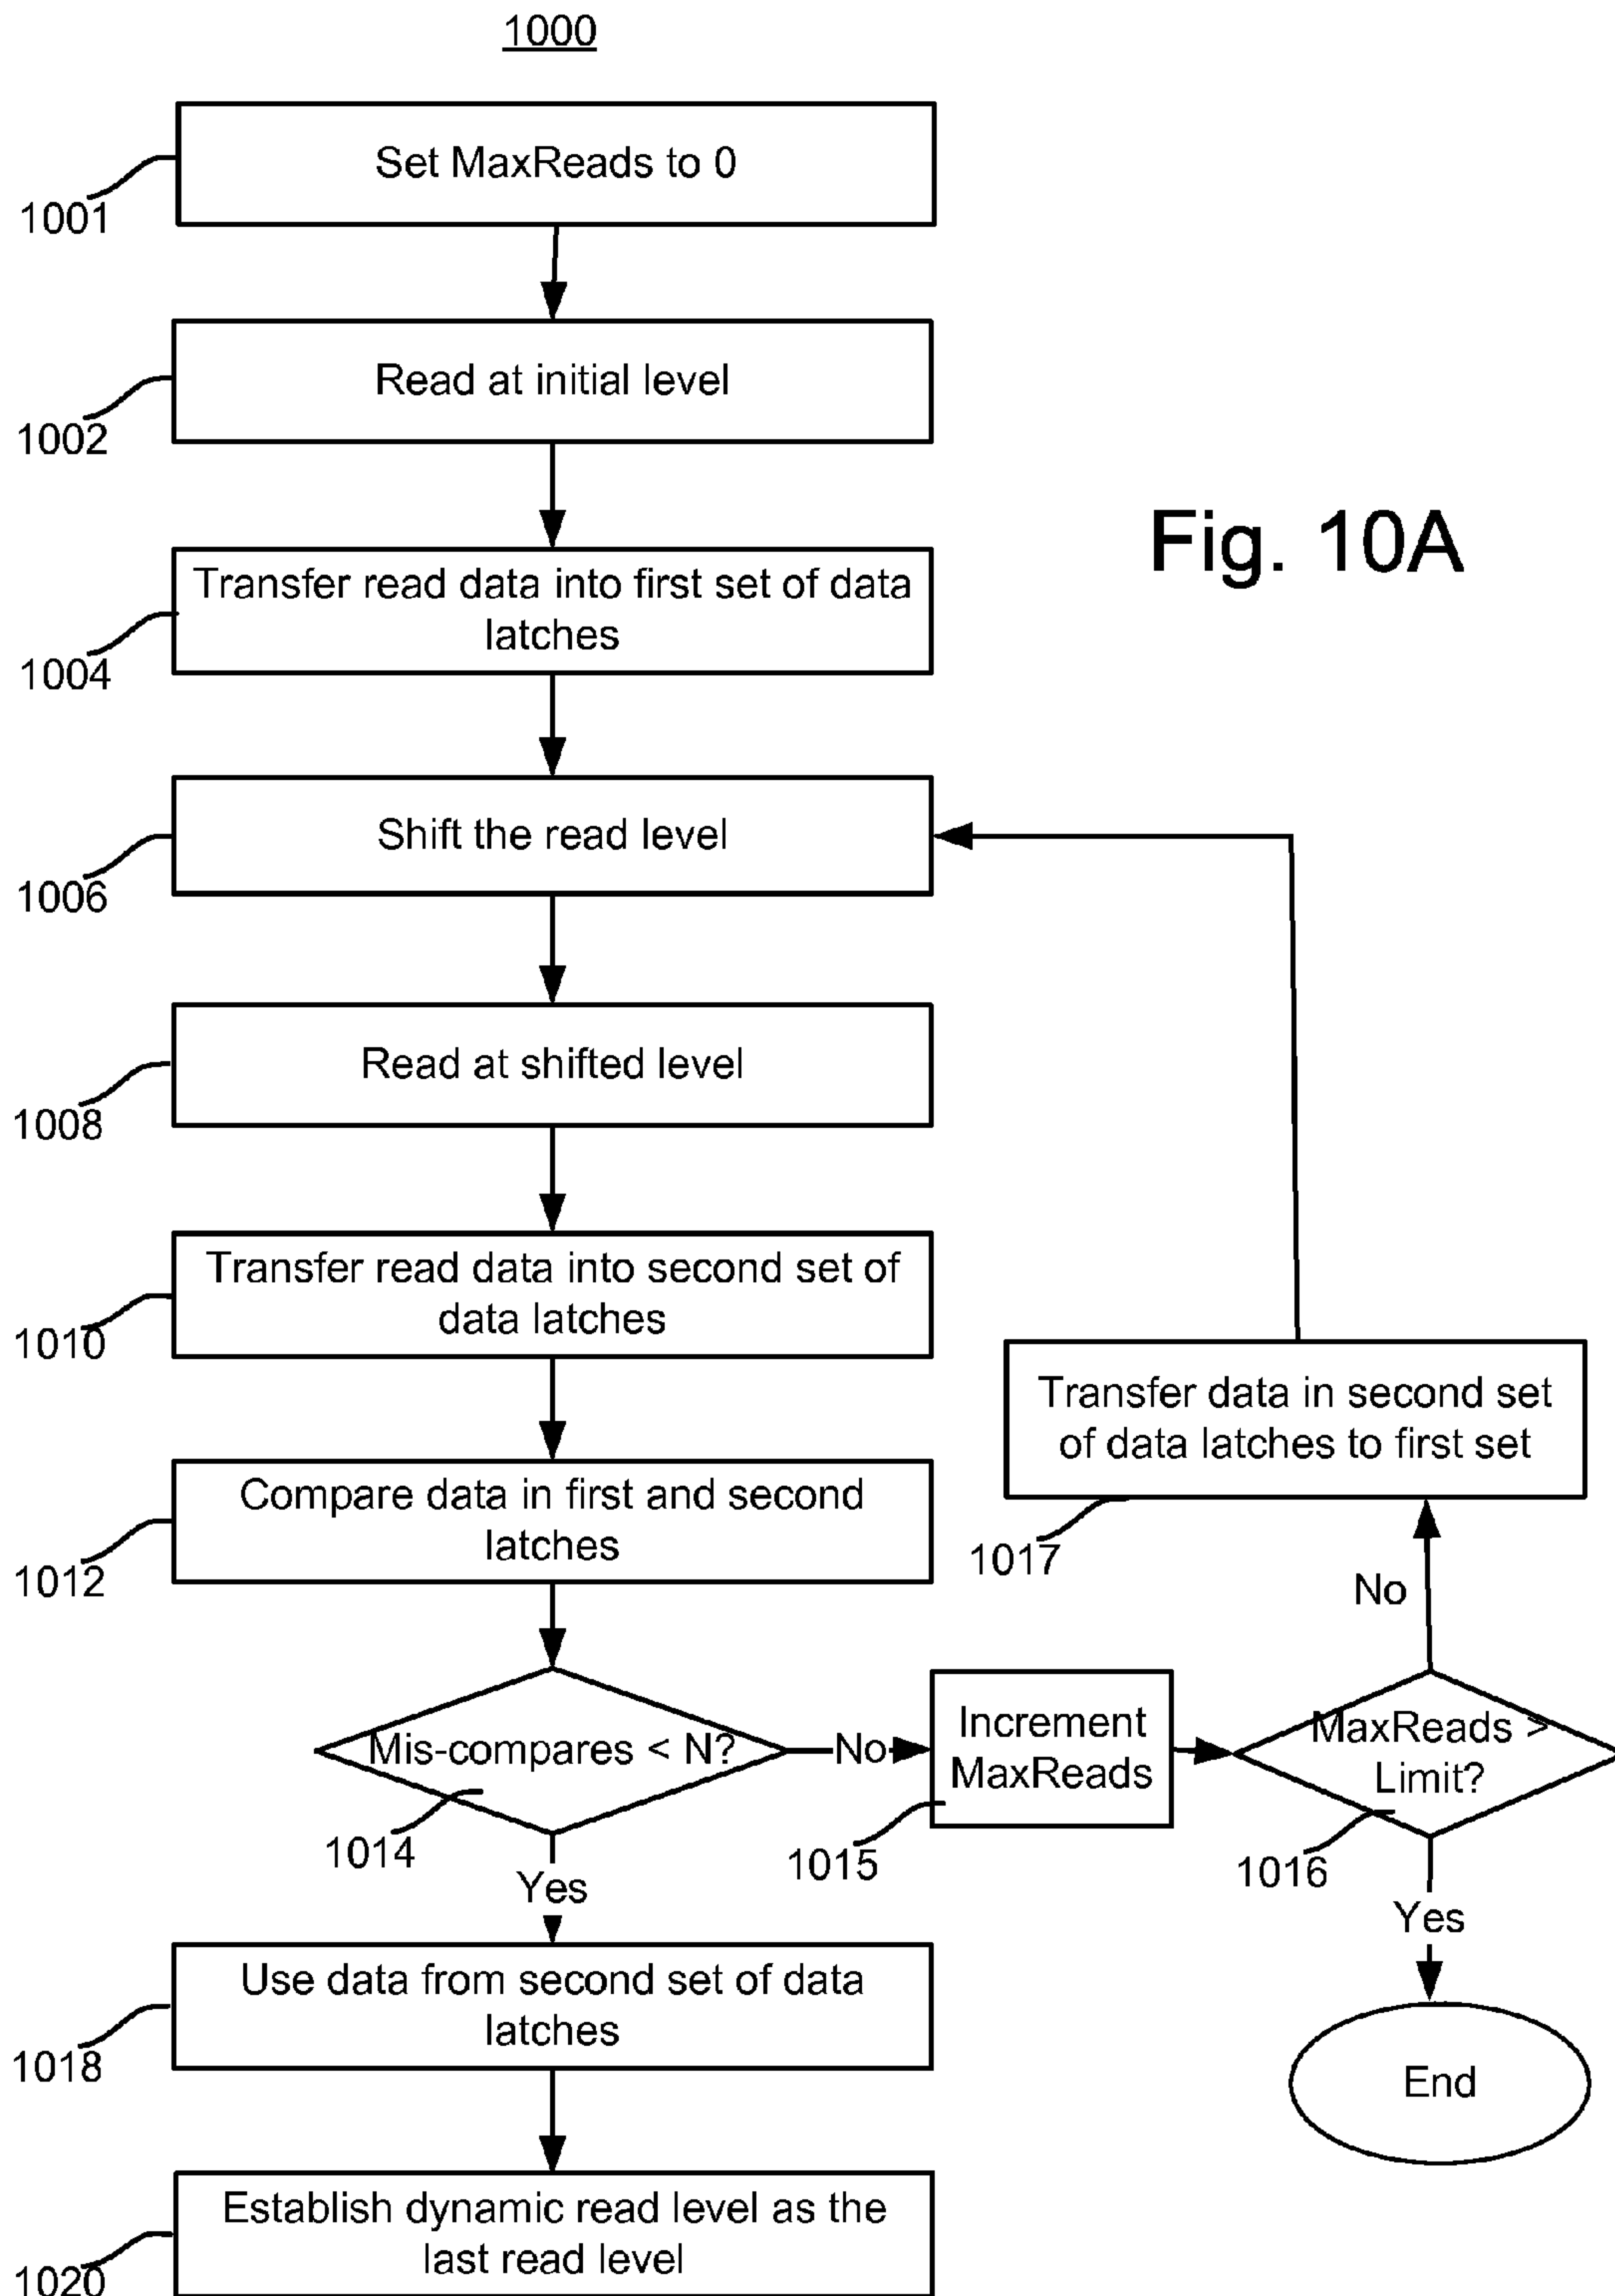 1000
Set MaxReads to 0
1001
Read at initial level
1002
Fig. 10A
Transfer read data into first set of data
latches
1004
Shift the read level
1006
Read at shifted level
1008
Transfer read data into second set of
data latches
1010
Transfer data in second set
of data latches to first set
1017
Compare data in first and second
latches
1012
No
Mis-compares < N?
No
Increment
MaxReads
MaxReads >
Limit?
1014
1015
1016
Yes
Yes
Use data from second set of data
latches
1018
End
Establish dynamic read level as the
last read level
1020